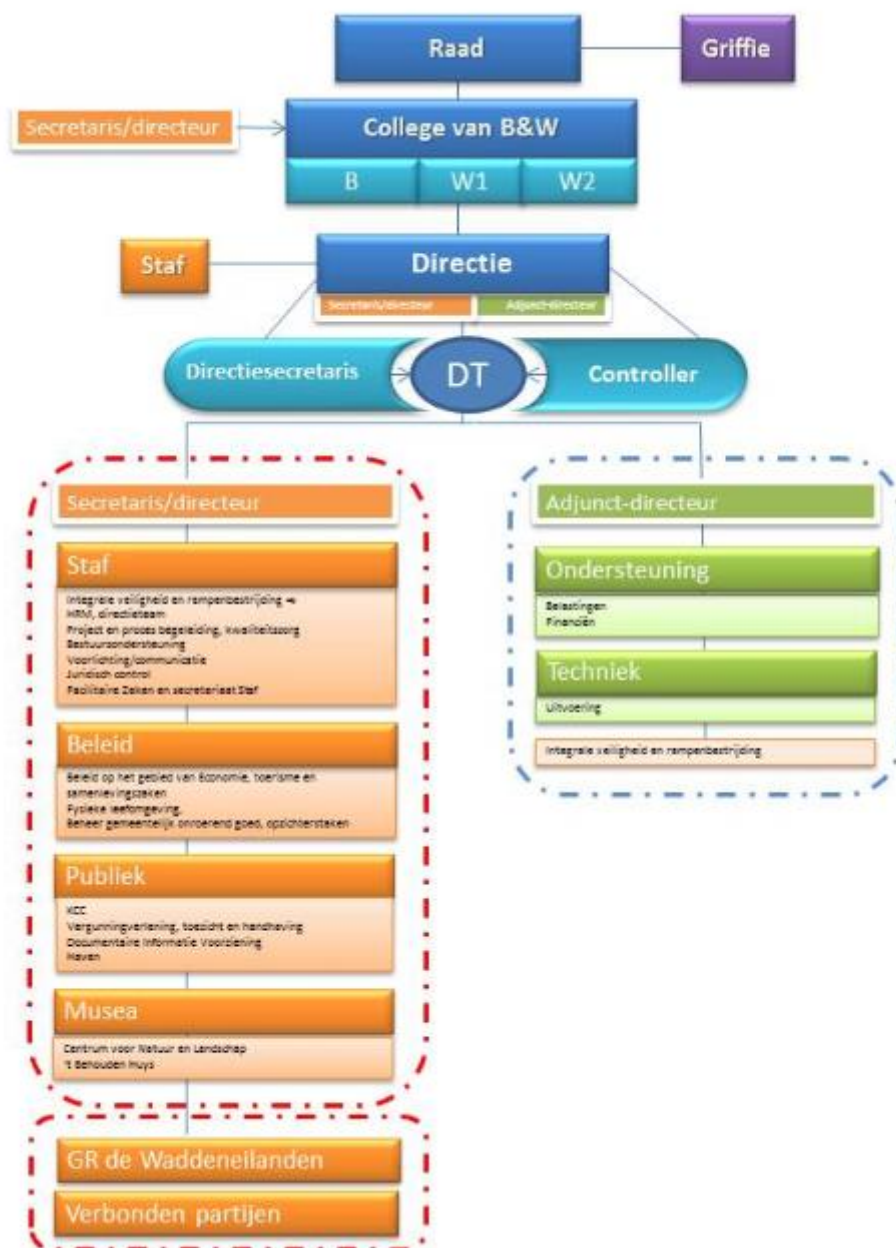 Raad
Griffie
Secretaris/directeur
College van B&W
B
W1
W2
Staf
Directie
Secretaris/directeur
Adjunct-directeur
Directiesecretaris
DT
Controller
Secretaris/directeur
Staf
Integrale veiligheid en rampenbestrijding
HRM, directieteam
Project en proces begeleiding, kwaliteitszorg
Bestuursondersteuning
Voorlichting/communicatie
Juridisch control
Facilitaire Zaken en secretariaat Staf
Beleid
Beleid op het gebied van Economie, toerisme en
samenlevingszaken
Fysieke leefomgeving,
Beheer gemeentelijk onroerend goed, opzichterstaken
Publiek
KCC
Vergunningverlening, toezicht en handhaving
Documentaire Informatie Voorziening
Haven
Musea
Centrum voor Natuur en Landschap
't Behouden Huys
GR de Waddeneilanden
Verbonden partijen
Adjunct-directeur
Ondersteuning
Belastingen
Financiën
Techniek
Uitvoering
Integrale veiligheid en rampenbestrijding